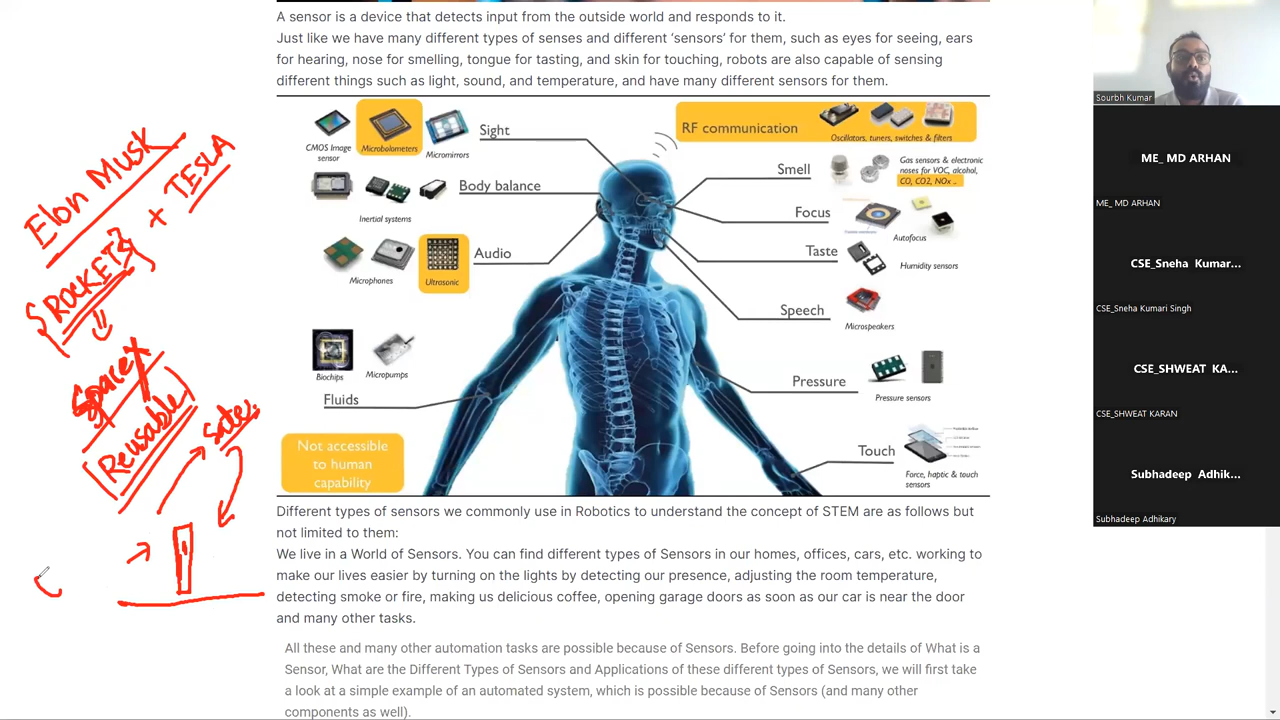 A sensor is a device that detects input from the outside world and responds to it.
Just like we have many different types of senses and different ‘sensors’ for them, such as eyes for seeing, ears
for hearing, nose for smelling, tongue for tasting, and skin for touching, robots are also capable of sensing
different things such as light, sound, and temperature, and have many different sensors for them.
CMOS Image
sensor
Microbolometers
Micromirrors
Sight
RF communication
Oscillators, tuners, switches & filters
Inertial systems
Body balance
Smell
Gas sensors & electronic
noses for VOC, alcohol,
CO, CO2, NOx ..
Focus
Autofocus
Microphones
Ultrasonic
Audio
Taste
Humidity sensors
Speech
Microspeakers
Biochips
Micropumps
Fluids
Pressure
Pressure sensors
Not accessible
to human
capability
Touch
Force, haptic & touch
sensors
Different types of sensors we commonly use in Robotics to understand the concept of STEM are as follows but
not limited to them:
We live in a World of Sensors. You can find different types of Sensors in our homes, offices, cars, etc. working to
make our lives easier by turning on the lights by detecting our presence, adjusting the room temperature,
detecting smoke or fire, making us delicious coffee, opening garage doors as soon as our car is near the door
and many other tasks.
All these and many other automation tasks are possible because of Sensors. Before going into the details of What is a
Sensor, What are the Different Types of Sensors and Applications of these different types of Sensors, we will first take
a look at a simple example of an automated system, which is possible because of Sensors (and many other
components as well).
Elon Musk
ROCKETS + TESLA
SpaceX
Reusable
Sate.
Sourbh Kumar
ME_ MD ARHAN
ME_ MD ARHAN
CSE_Sneha Kumar...
CSE_Sneha Kumari Singh
CSE_SHWEAT KA...
CSE_SHWEAT KARAN
Subhadeep Adhik...
Subhadeep Adhikary